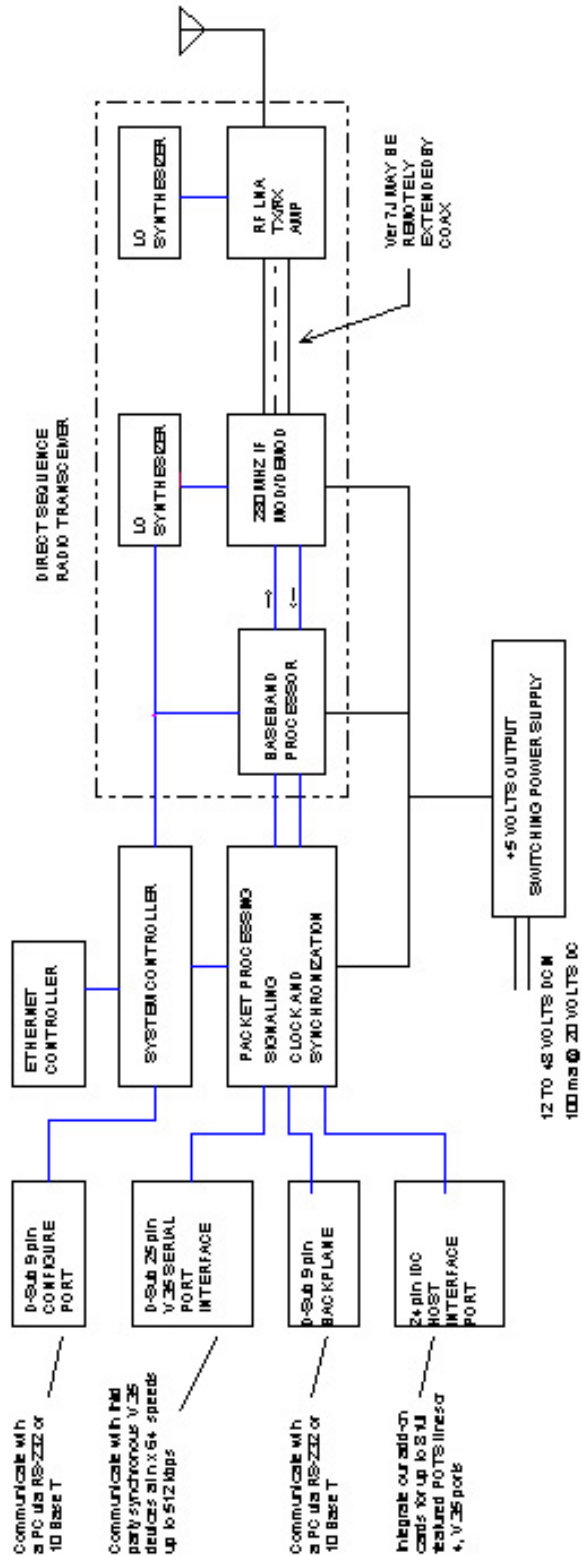 DIRECT SEQUENCE
RADIO TRANSCEIVER
ETHERNET
CONTROLLER
LO
SYNTHESIZER
LO
SYNTHESIZER
Communicate with
a PC via RS-232 or
10 Base T
D-Sub 9 pin
CONFIGURE
PORT
SYSTEM CONTROLLER
Communicate with third
party synchronous V.35
devices at n x 64 speeds
up to 512 kbps
D-Sub 25 pin
V.35 SERIAL
PORT
INTERFACE
PACKET PROCESSING
SIGNALING
CLOCK AND
SYNCHRONIZATION
BASEBAND
PROCESSOR
280 MHZ IF
MOD/DEMOD
RF LNA
TX/RX
AMP
Communicate with
a PC via RS-232 or
10 Base T
D-Sub 9 pin
BACKPLANE
Ver 7J MAY BE
REMOTELY
EXTENDED BY
COAX
Integrate our add-on
cards for up to 8 full
featured POTS lines or
4, V.35 ports
24 pin IDC
HOST
INTERFACE
PORT
+5 VOLTS OUTPUT
SWITCHING POWER SUPPLY
12 TO 48 VOLTS DC IN
100 ma @ 20 VOLTS DC